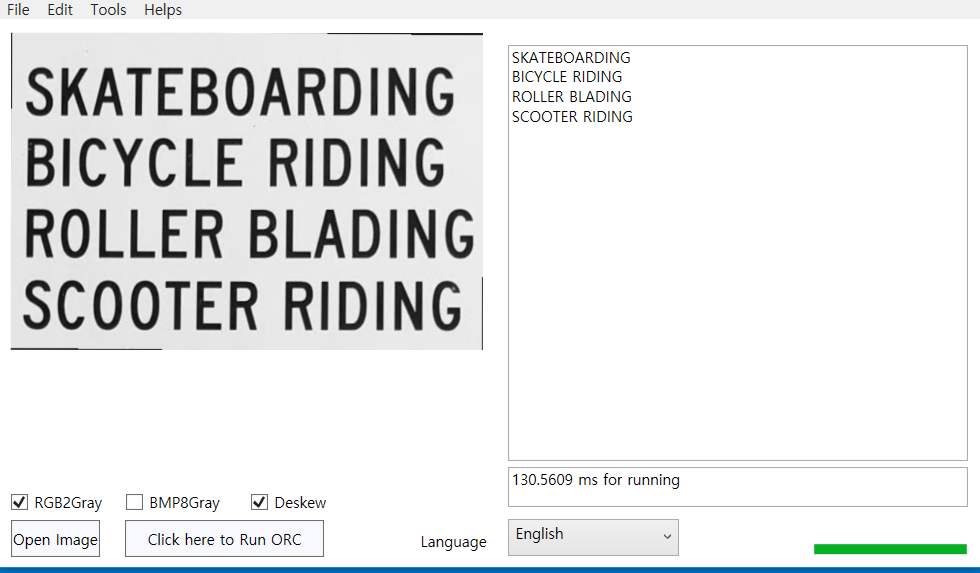 File Edit Tools Helps
SKATEBOARDING
BICYCLE RIDING
ROLLER BLADING
SCOOTER RIDING
SKATEBOARDING
BICYCLE RIDING
ROLLER BLADING
SCOOTER RIDING
130.5609 ms for running
RGB2Gray BMP8Gray Deskew
Open Image Click here to Run ORC Language English